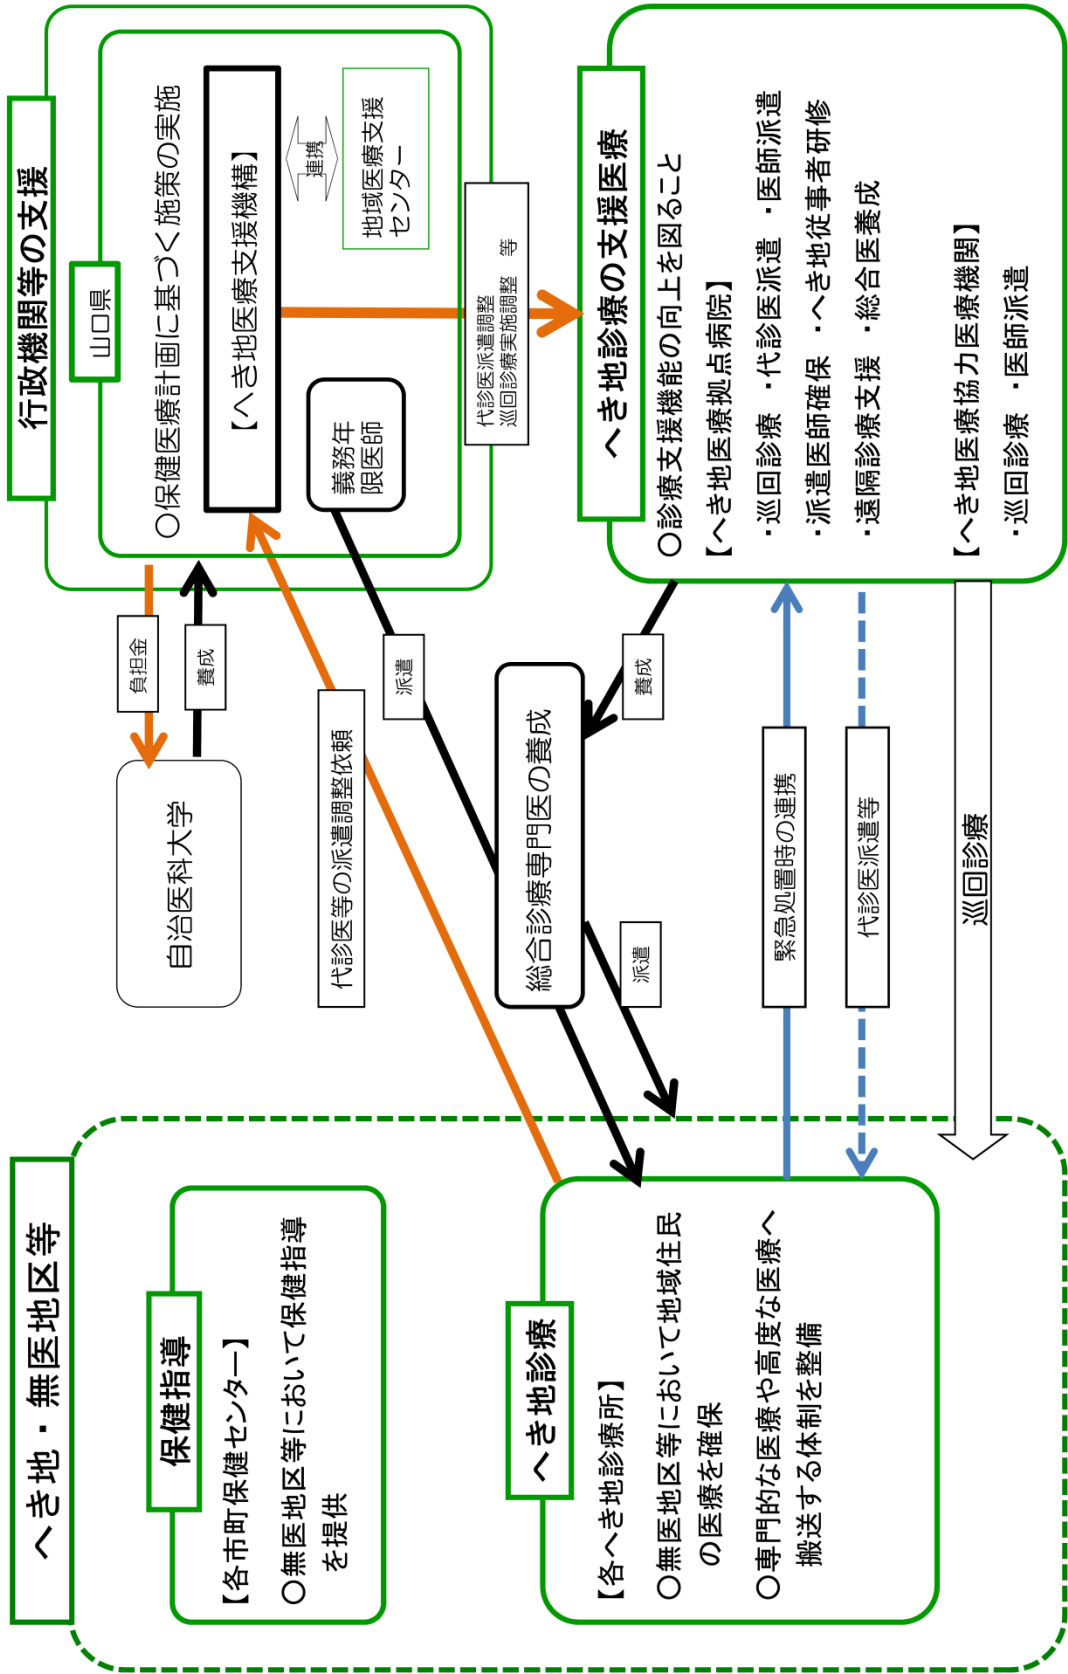 へき地・無医地区等
保健指導
【各市町保健センター】
○無医地区等において保健指導
を提供
へき地診療
【各へき地診療所】
○無医地区等において地域住民
の医療を確保
○専門的な医療や高度な医療へ
搬送する体制を整備
自治医科大学
負担金
養成
代診医等の派遣調整依頼
派遣
総合診療専門医の養成
養成
派遣
緊急処置時の連携
代診医派遣等
巡回診療
行政機関等の支援
山口県
○保健医療計画に基づく施策の実施
【へき地医療支援機構】
連携
地域医療支援
センター
義務年
限医師
代診医派遣調整
巡回診療実施調整　等
へき地診療の支援医療
○診療支援機能の向上を図ること
【へき地医療拠点病院】
・巡回診療　・代診医派遣　・医師派遣
・派遣医師確保　・へき地従事者研修
・遠隔診療支援　・総合医養成
【へき地医療協力医療機関】
・巡回診療　・医師派遣